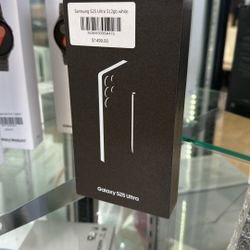 Samsung S25 Ultra 512gb white
$1499.00
Galaxy S25 Ultra